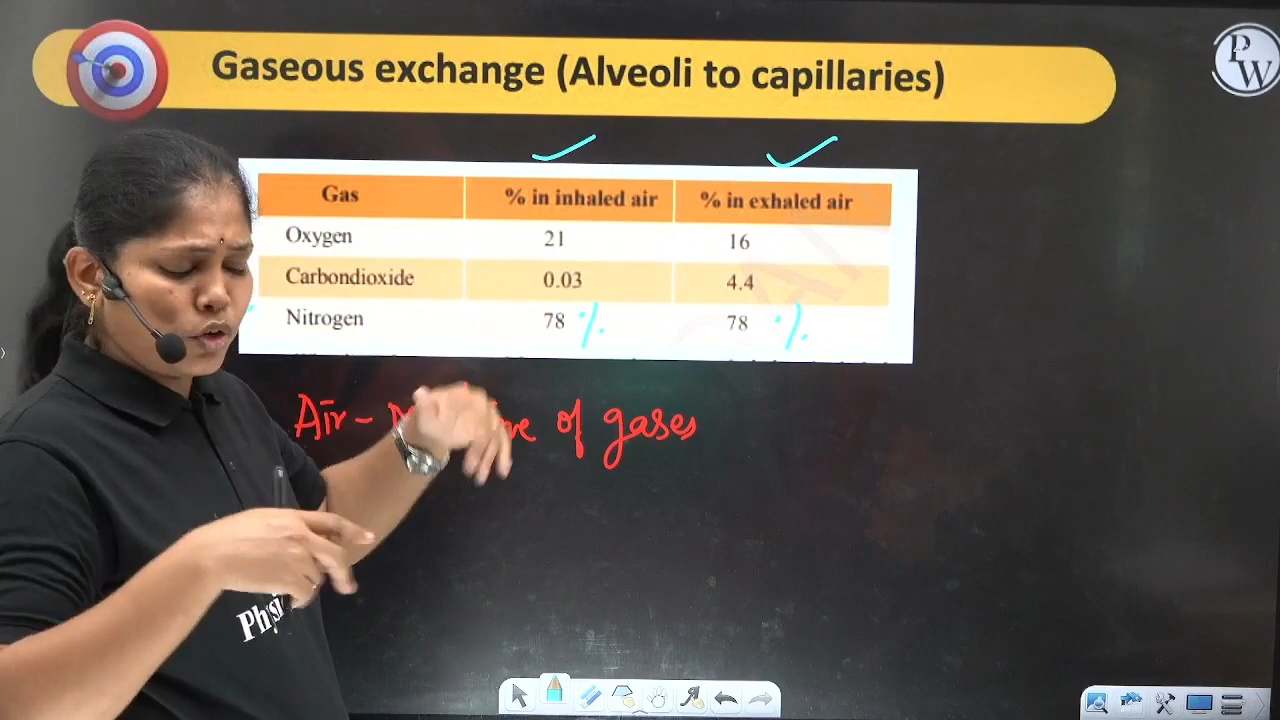 Gaseous exchange (Alveoli to capillaries)
PW
Gas % in inhaled air % in exhaled air
Oxygen 21 16
Carbondioxide 0.03 4.4
Nitrogen 78 % 78 %
Air - of gases